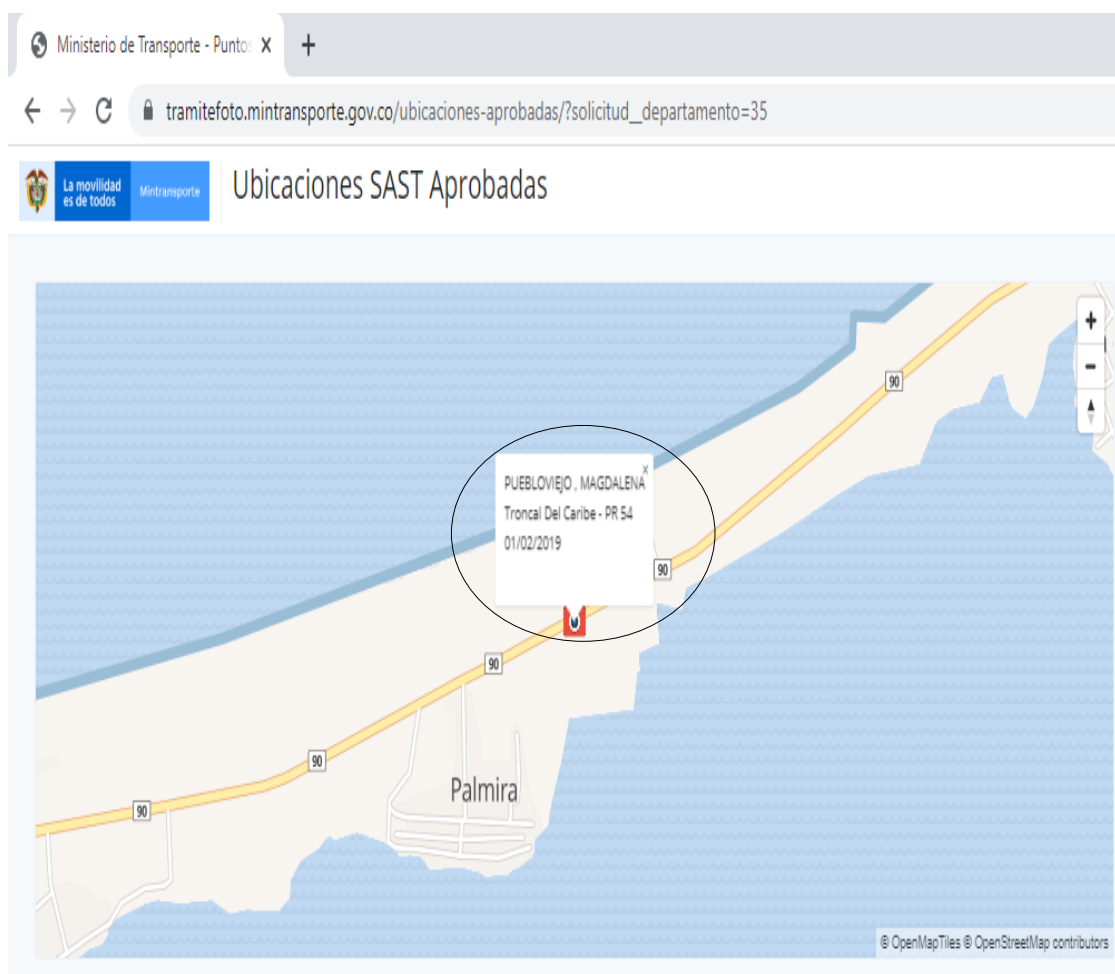 Ministerio de Transporte - Puntos
tramitefoto.mintransporte.gov.co/ubicaciones-aprobadas/?solicitud__departamento=35
La movilidad
es de todos
Mintransporte
Ubicaciones SAST Aprobadas
90
PUEBLOVIEJO , MAGDALENA
Troncal Del Caribe - PR 54
01/02/2019
90
90
90
Palmira
90
© OpenMapTiles © OpenStreetMap contributors